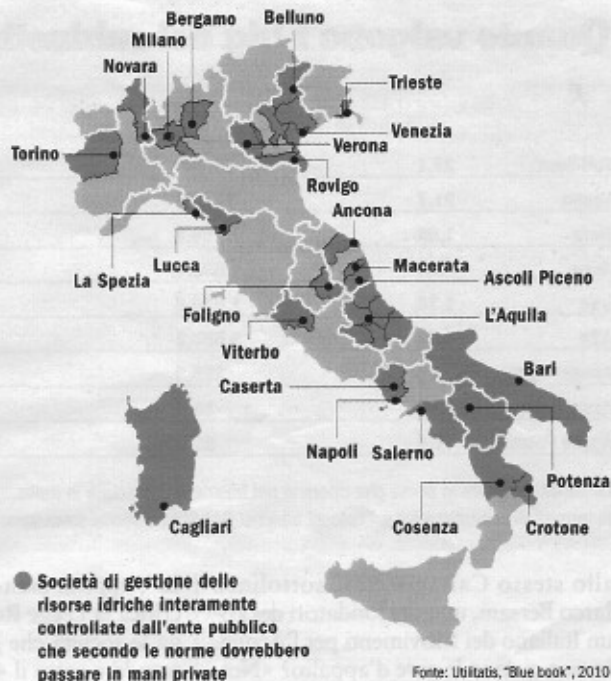 Bergamo
Belluno
Milano
Novara
Trieste
Venezia
Torino
Verona
Rovigo
Ancona
La Spezia
Lucca
Macerata
Ascoli Piceno
Foligno
L'Aquila
Viterbo
Caserta
Bari
Napoli
Salerno
Potenza
Cagliari
Cosenza
Crotone
Società di gestione delle
risorse idriche interamente
controllate dall'ente pubblico
che secondo le norme dovrebbero
passare in mani private
Fonte: Utilitatis, "Blue book", 2010